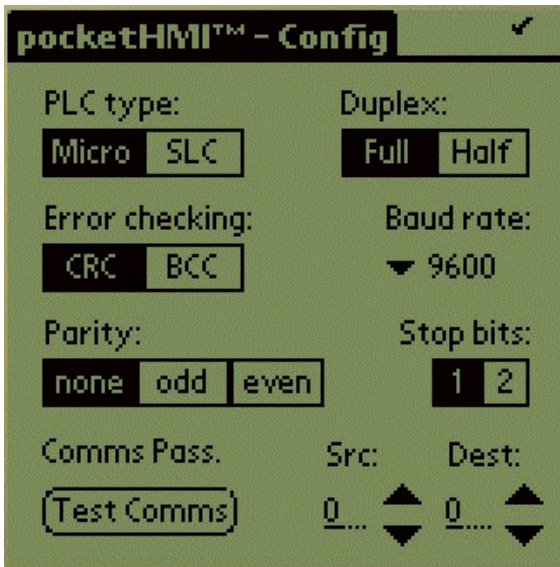 pocketHMI™ - Config
PLC type: Duplex:
Micro SLC Full Half
Error checking: Baud rate:
CRC BCC 9600
Parity: Stop bits:
none odd even 1 2
Comms Pass. Src: Dest:
Test Comms 0 0